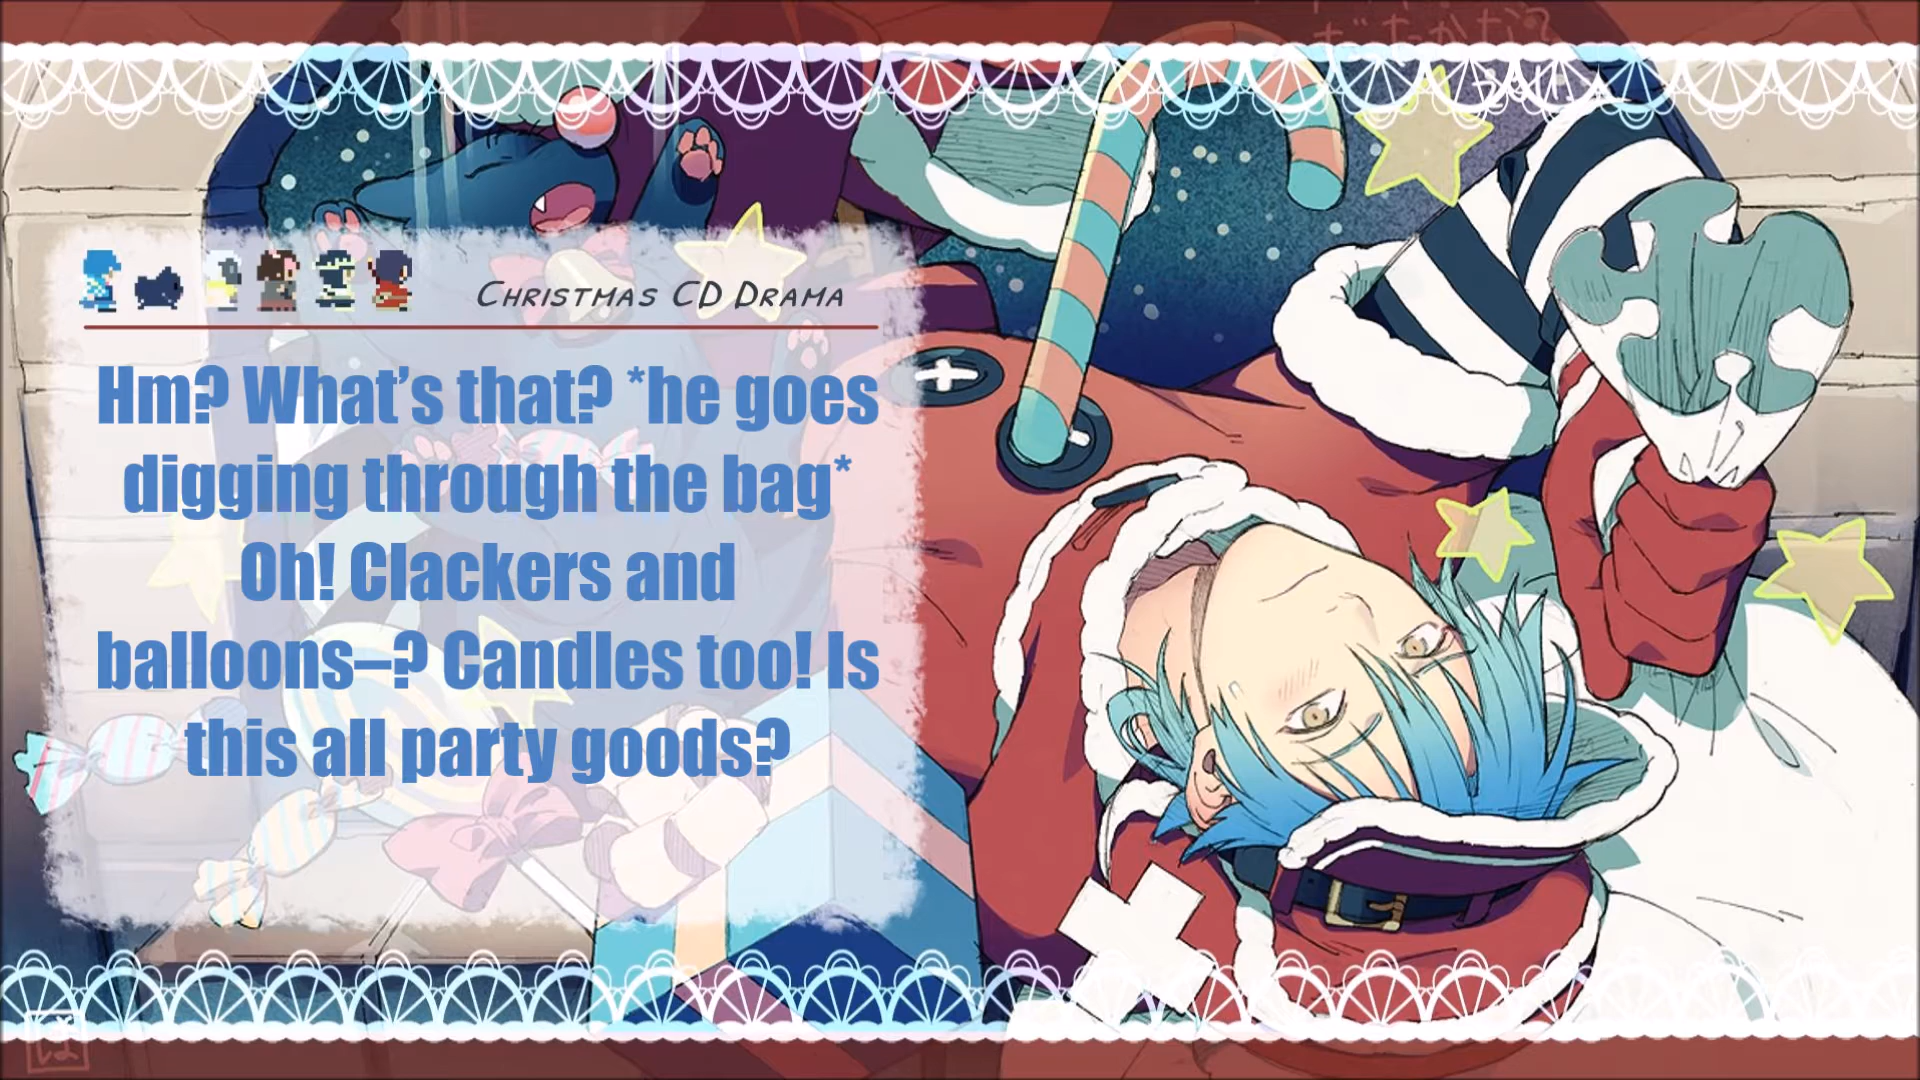 CHRISTMAS CD DRAMA
Hm? What’s that? *he goes
digging through the bag*
Oh! Clackers and
balloons–? Candles too! Is
this all party goods?